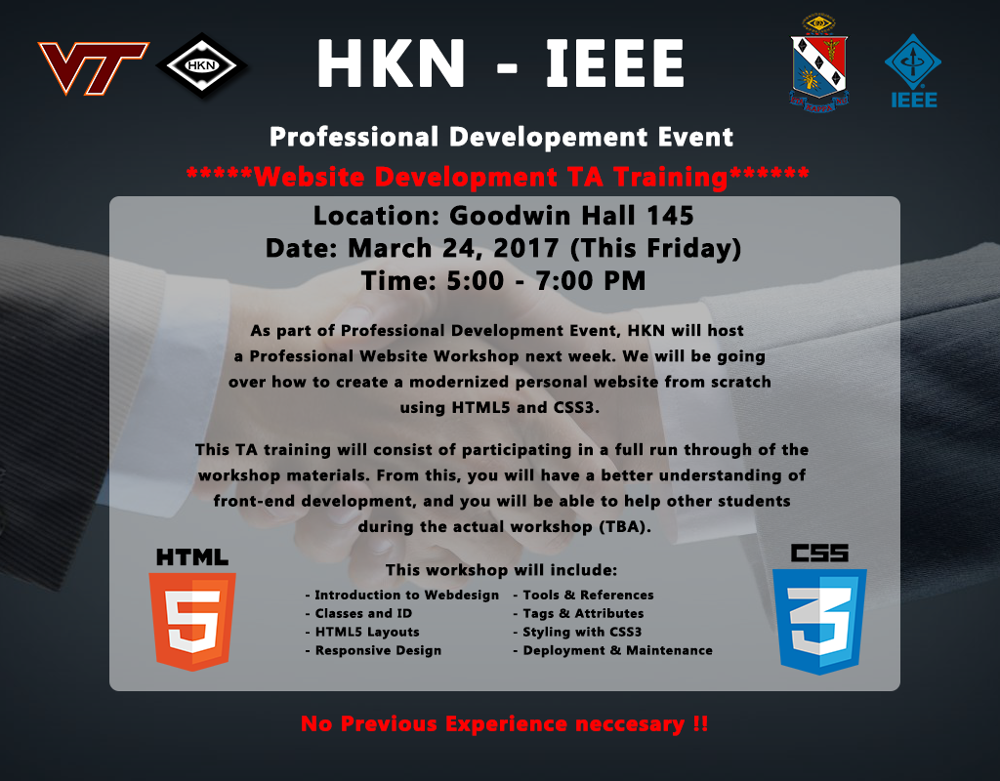 VT
HKN
HKN - IEEE
IEEE
Professional Developement Event
*****Website Development TA Training******
Location: Goodwin Hall 145
Date: March 24, 2017 (This Friday)
Time: 5:00 - 7:00 PM
As part of Professional Development Event, HKN will host
a Professional Website Workshop next week. We will be going
over how to create a modernized personal website from scratch
using HTML5 and CSS3.
This TA training will consist of participating in a full run through of the
workshop materials. From this, you will have a better understanding of
front-end development, and you will be able to help other students
during the actual workshop (TBA).
HTML
5
CSS
3
This workshop will include:
- Introduction to Webdesign
- Classes and ID
- HTML5 Layouts
- Responsive Design
- Tools & References
- Tags & Attributes
- Styling with CSS3
- Deployment & Maintenance
No Previous Experience neccesary !!